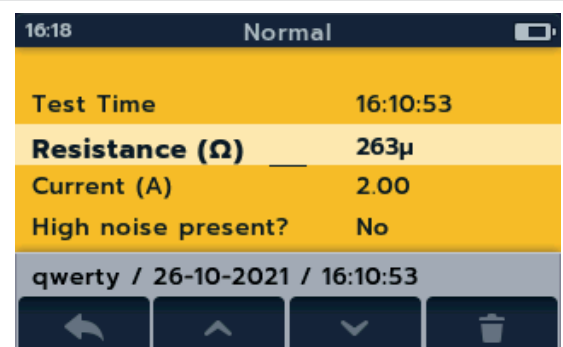 16:18 Normal
Test Time 16:10:53
Resistance (Ω) __ 263µ
Current (A) 2.00
High noise present? No
qwerty / 26-10-2021 / 16:10:53